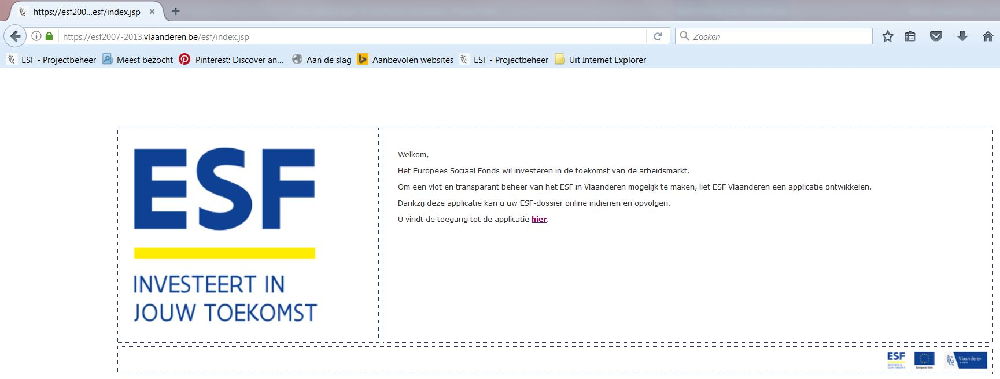 https://esf200...esf/index.jsp
https://esf2007-2013.vlaanderen.be/esf/index.jsp
Zoeken
ESF - Projectbeheer Meest bezocht Pinterest: Discover an... Aan de slag Aanbevolen websites ESF - Projectbeheer Uit Internet Explorer
ESF
INVESTEERT IN
JOUW TOEKOMST
Welkom,
Het Europees Sociaal Fonds wil investeren in de toekomst van de arbeidsmarkt.
Om een vlot en transparant beheer van het ESF in Vlaanderen mogelijk te maken, liet ESF Vlaanderen een applicatie ontwikkelen.
Dankzij deze applicatie kan u uw ESF-dossier online indienen en opvolgen.
U vindt de toegang tot de applicatie hier.
ESF
Vlaanderen